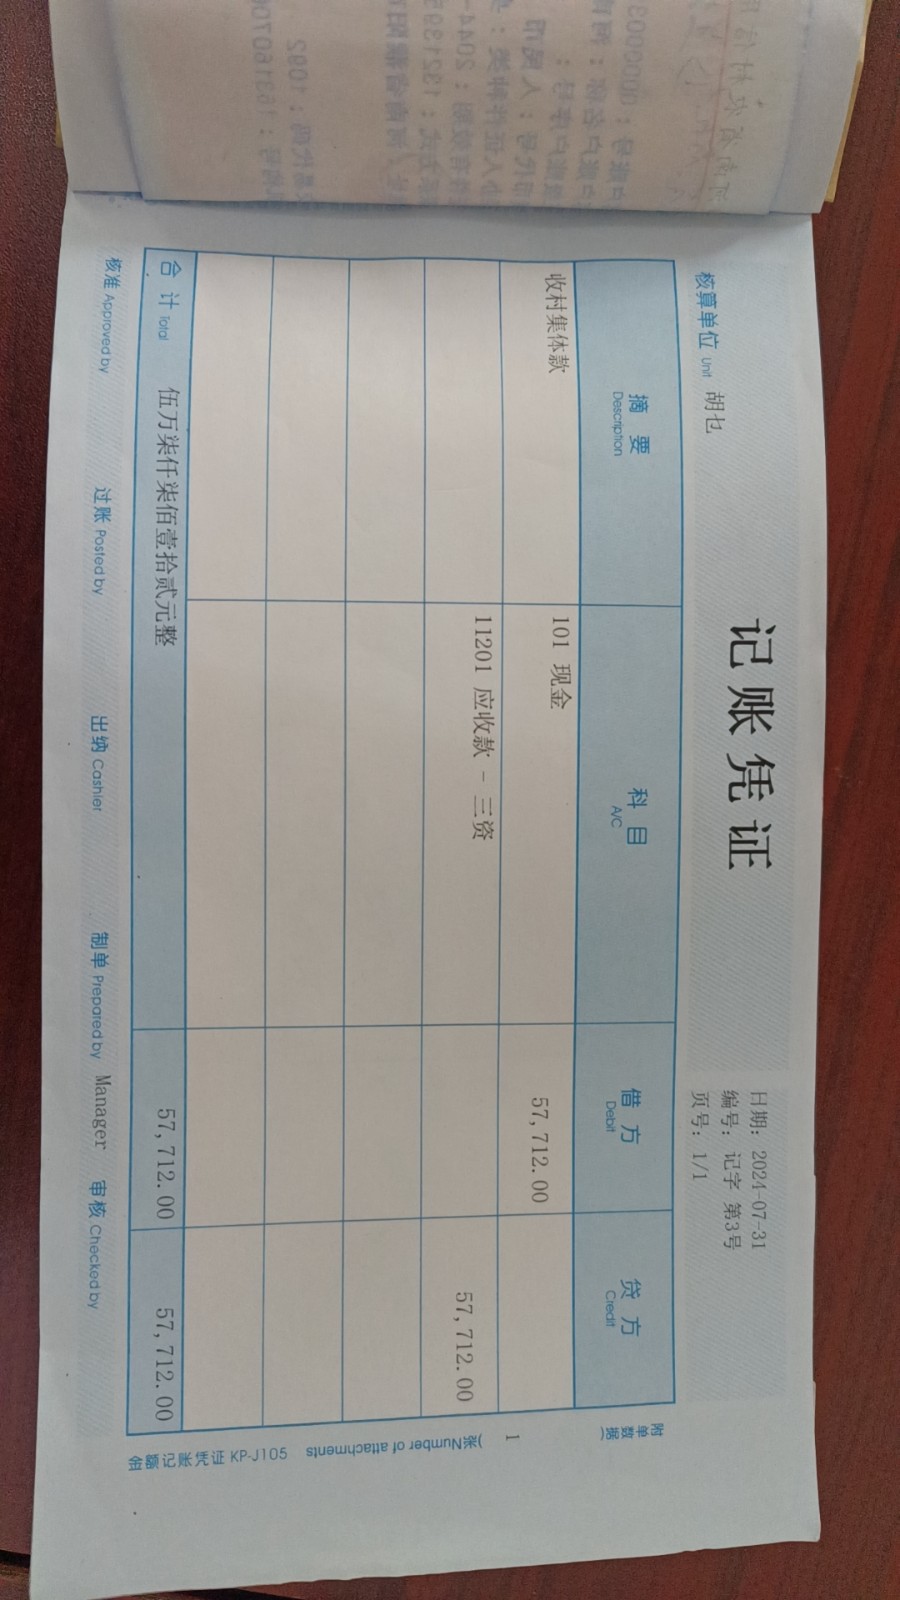 记账凭证
日期: 2024-07-31
编号: 记字 第3号
页号: 1/1
核算单位 Unit 胡乜
摘要 Description 科目 A/C 借方 Debit 贷方 Credit
收村集体款 101 现金 57,712.00
11201 应收款 - 三资 57,712.00
合计 Total 伍万柒仟柒佰壹拾贰元整 57,712.00 57,712.00
核准 Approved by 过账 Posted by 出纳 Cashier 制单 Prepared by Manager 审核 Checked by
附单数据( 1 张)Number of attachments
金额记账凭证 KP-J105